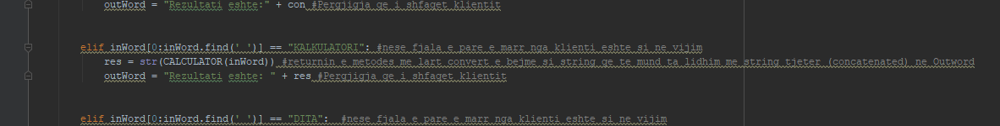 outWord = "Rezultati eshte:" + con #Pergjigja qe i shfaqet klientit
elif inWord[0:inWord.find(' ')] == "KALKULATORI": #nese fjala e pare e marr nga klienti eshte si ne vijim
res = str(CALCULATOR(inWord)) #returnin e metodes me lart convert e bejme si string qe te mund ta lidhim me string tjeter (concatenated) ne Outword
outWord = "Rezultati eshte: " + res #Pergjigja qe i shfaqet klientit
elif inWord[0:inWord.find(' ')] == "DITA":  #nese fjala e pare e marr nga klienti eshte si ne vijim